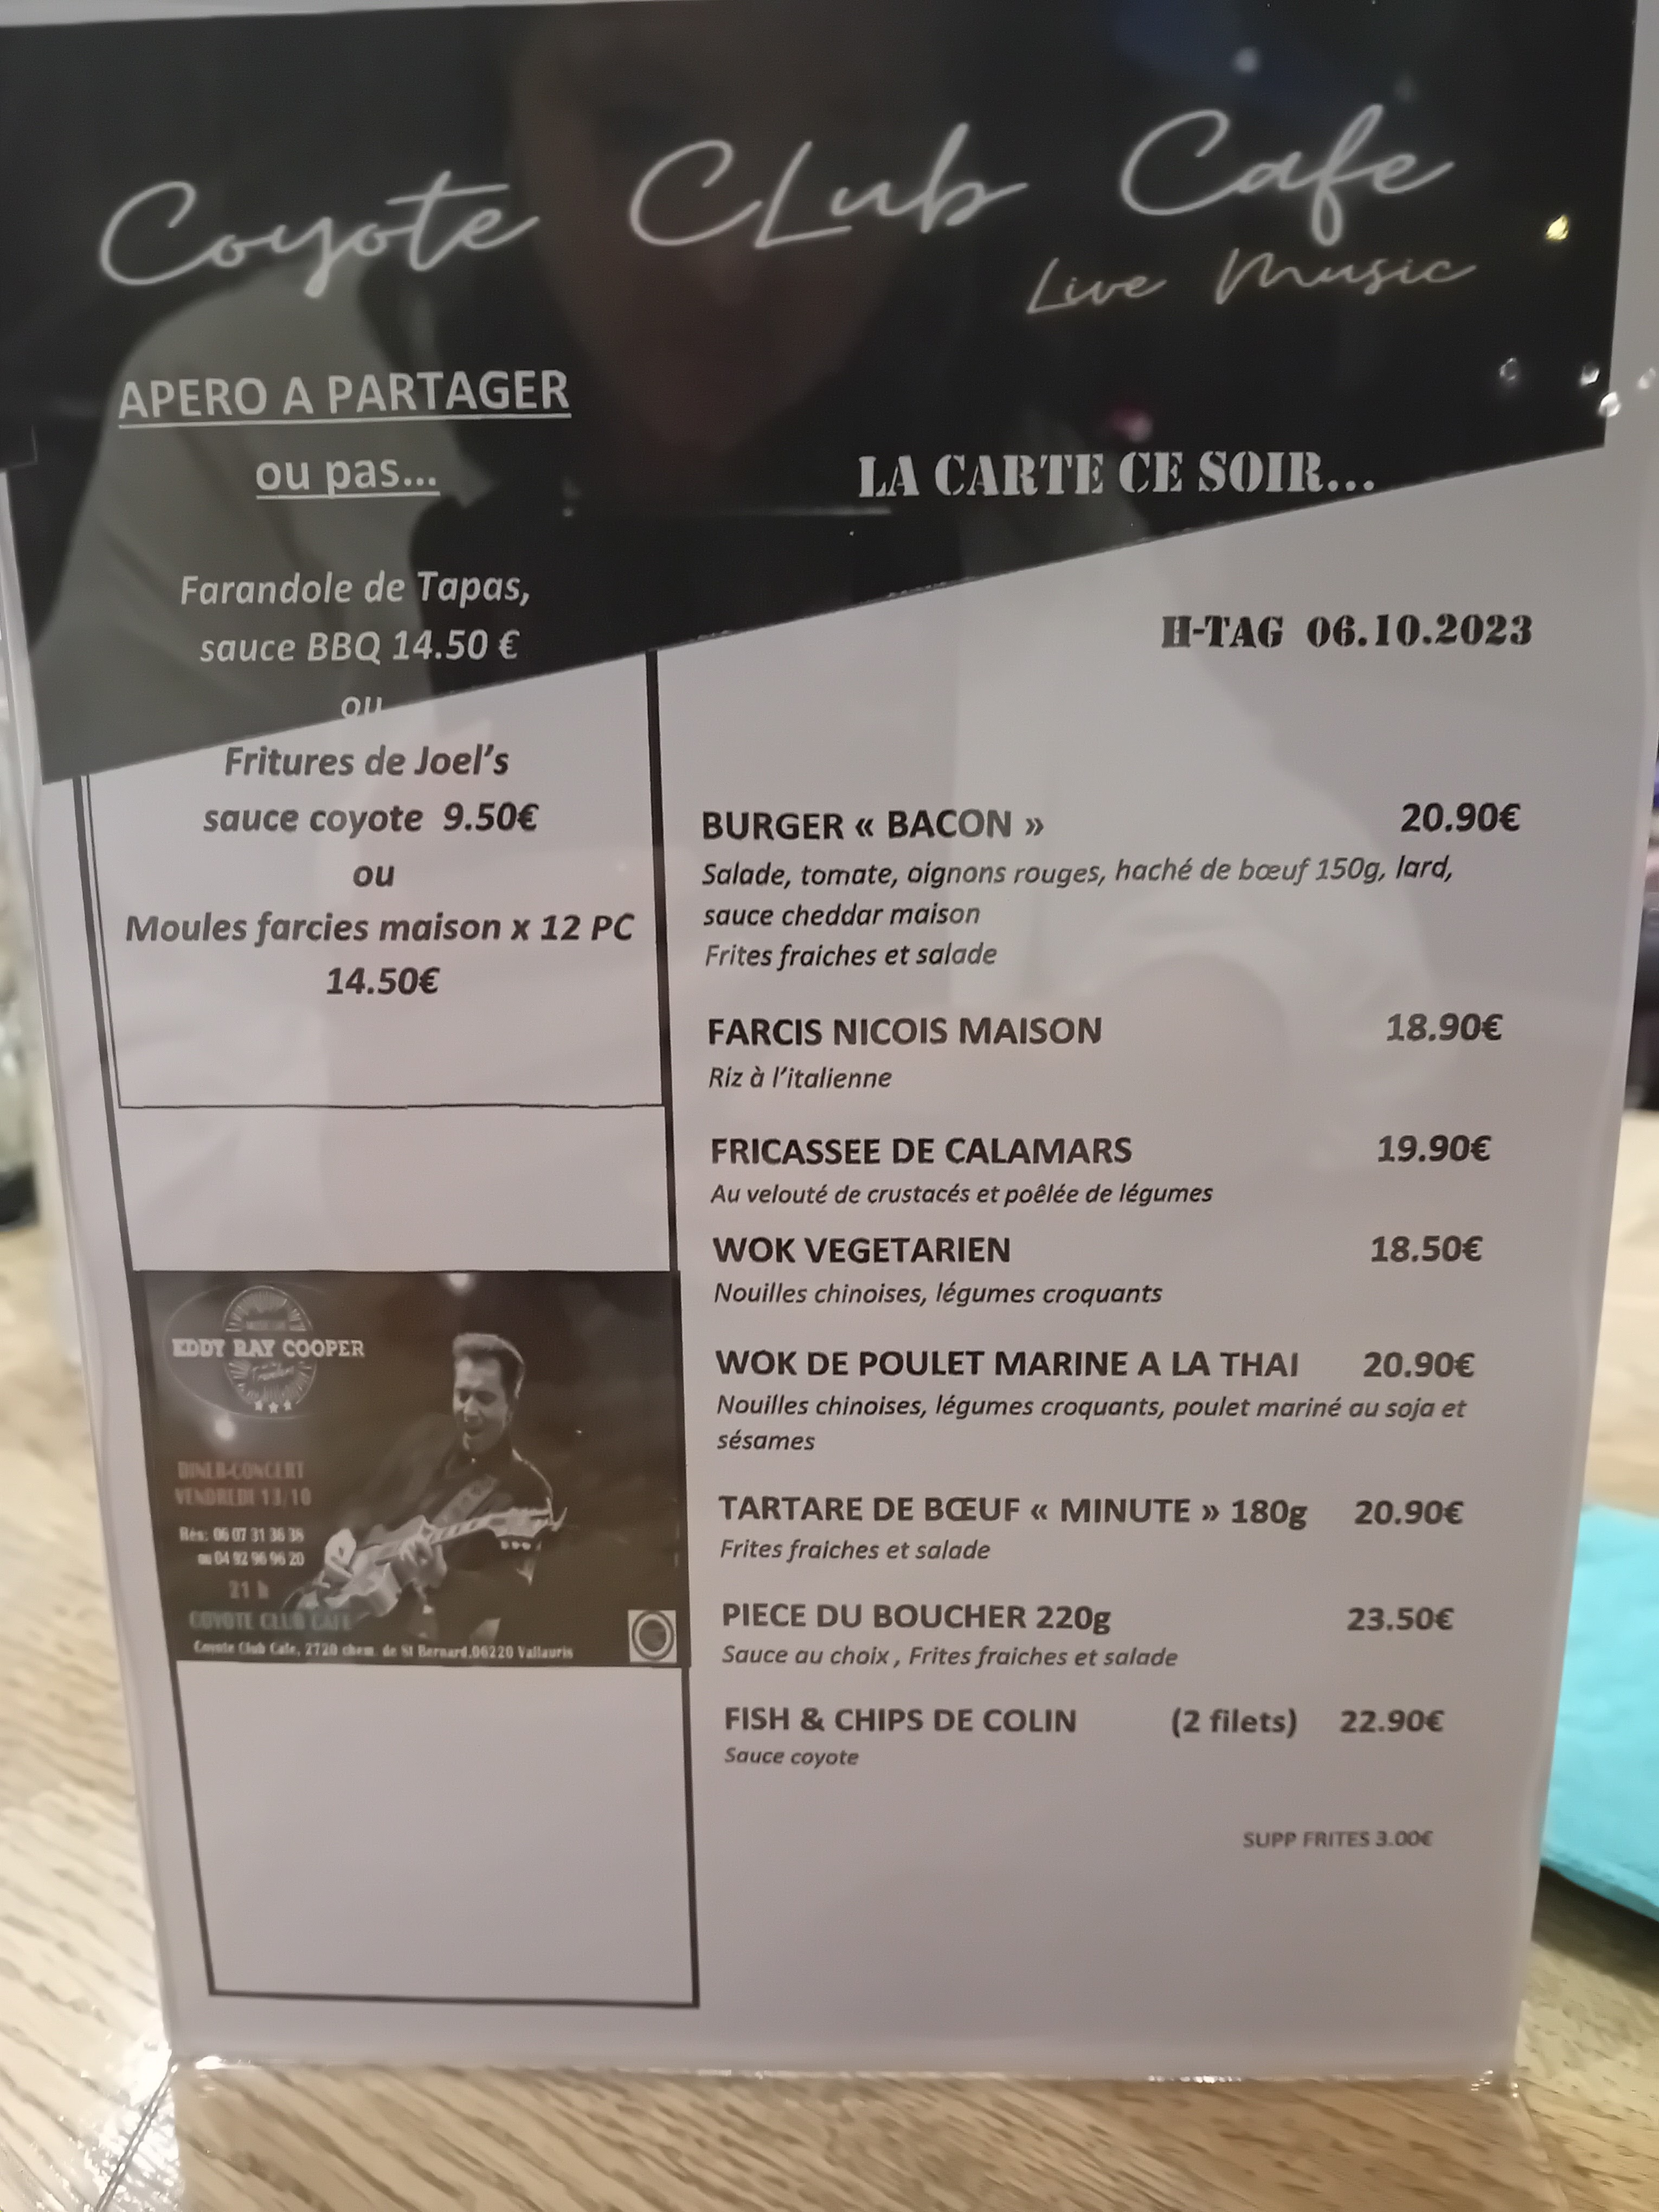 Coyote CLub Cafe
Live Music
APERO A PARTAGER
ou pas...
Farandole de Tapas,
sauce BBQ 14.50 €
ou
Fritures de Joel's
sauce coyote 9.50€
ou
Moules farcies maison x 12 PC
14.50€
EDDY RAY COOPER
DINER-CONCERT
VENDREDI 13/10
Rés: 06 07 31 36 38
ou 04 92 96 96 20
21 h
COYOTE CLUB CAFE
Coyote Club Cafe, 2720 chem. de St Bernard,06220 Vallauris
LA CARTE CE SOIR...
H-TAG 06.10.2023
BURGER « BACON » 20.90€
Salade, tomate, oignons rouges, haché de bœuf 150g, lard,
sauce cheddar maison
Frites fraiches et salade
FARCIS NICOIS MAISON 18.90€
Riz à l'italienne
FRICASSEE DE CALAMARS 19.90€
Au velouté de crustacés et poêlée de légumes
WOK VEGETARIEN 18.50€
Nouilles chinoises, légumes croquants
WOK DE POULET MARINE A LA THAI 20.90€
Nouilles chinoises, légumes croquants, poulet mariné au soja et
sésames
TARTARE DE BŒUF « MINUTE » 180g 20.90€
Frites fraiches et salade
PIECE DU BOUCHER 220g 23.50€
Sauce au choix , Frites fraiches et salade
FISH & CHIPS DE COLIN (2 filets) 22.90€
Sauce coyote
SUPP FRITES 3.00€